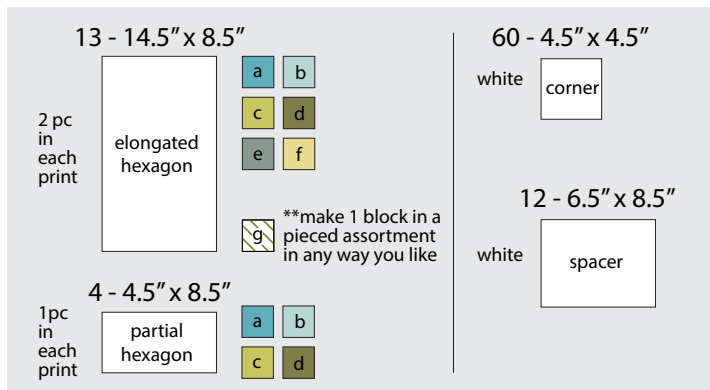 13 - 14.5” x 8.5”
2 pc
in
each
print
elongated
hexagon
a
b
c
d
e
f
g
**make 1 block in a
pieced assortment
in any way you like
4 - 4.5” x 8.5”
1pc
in
each
print
partial
hexagon
a
b
c
d
60 - 4.5” x 4.5”
white
corner
12 - 6.5” x 8.5”
white
spacer